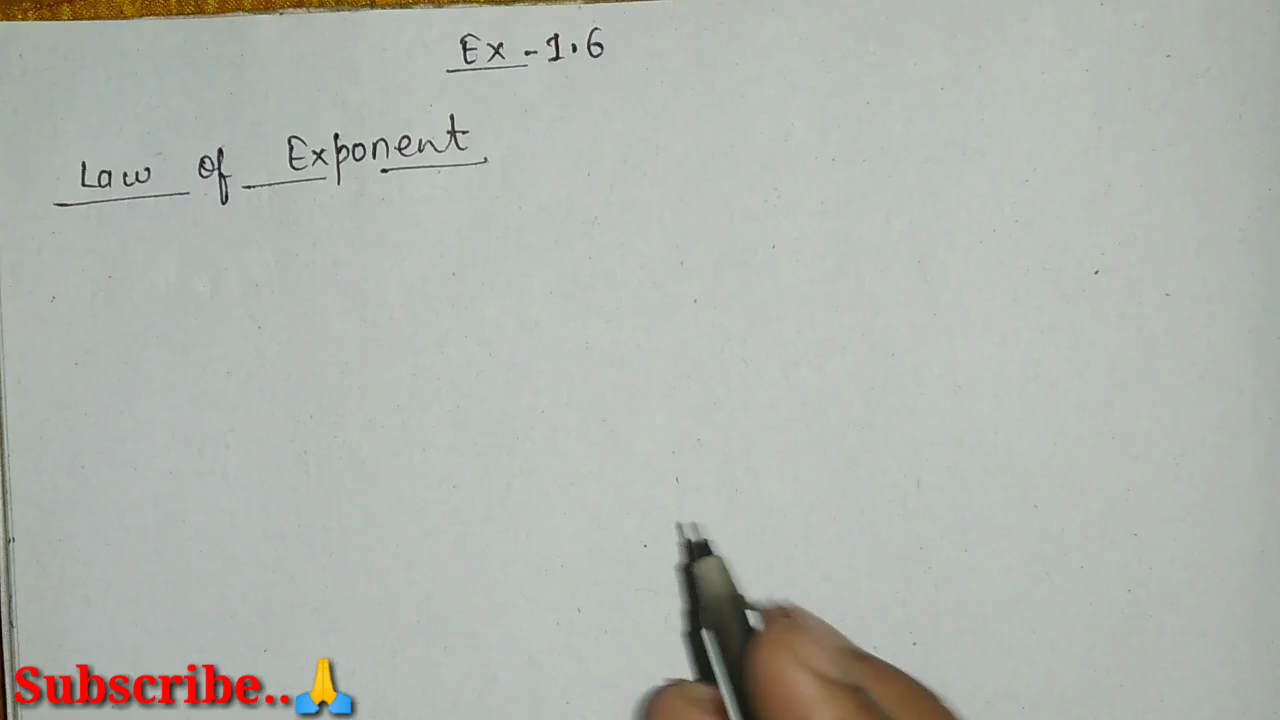 Ex - 1.6
Law of Exponent
Subscribe..🙏